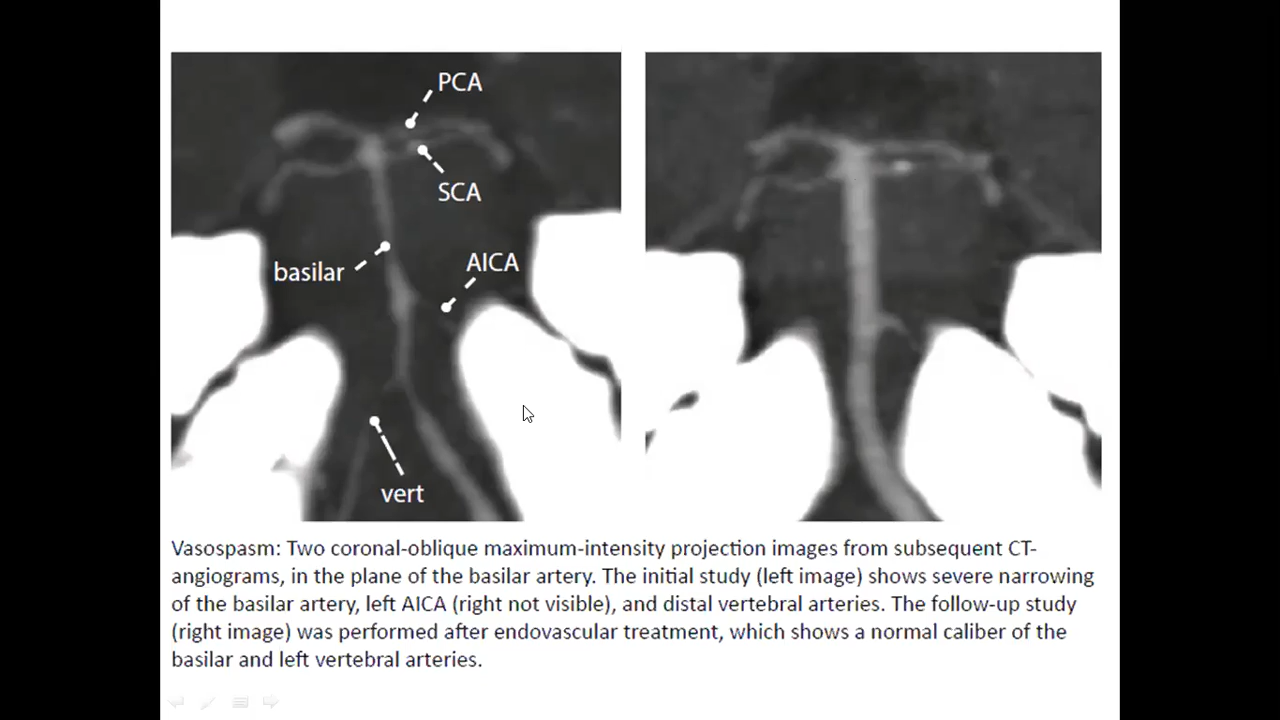 PCA
SCA
basilar
AICA
vert
Vasospasm: Two coronal-oblique maximum-intensity projection images from subsequent CT-
angiograms, in the plane of the basilar artery. The initial study (left image) shows severe narrowing
of the basilar artery, left AICA (right not visible), and distal vertebral arteries. The follow-up study
(right image) was performed after endovascular treatment, which shows a normal caliber of the
basilar and left vertebral arteries.